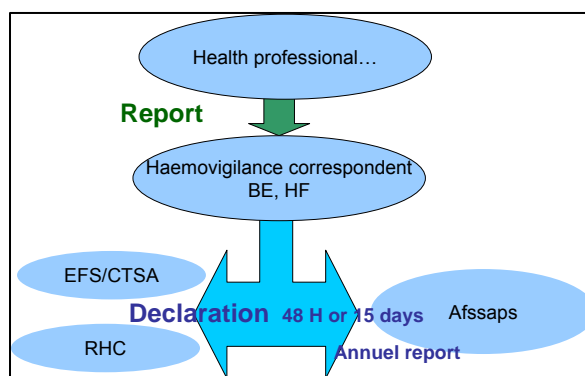 Health professional…
Report
Haemovigilance correspondent
BE, HF
EFS/CTSA
Declaration 48 H or 15 days
Afssaps
RHC
Annuel report